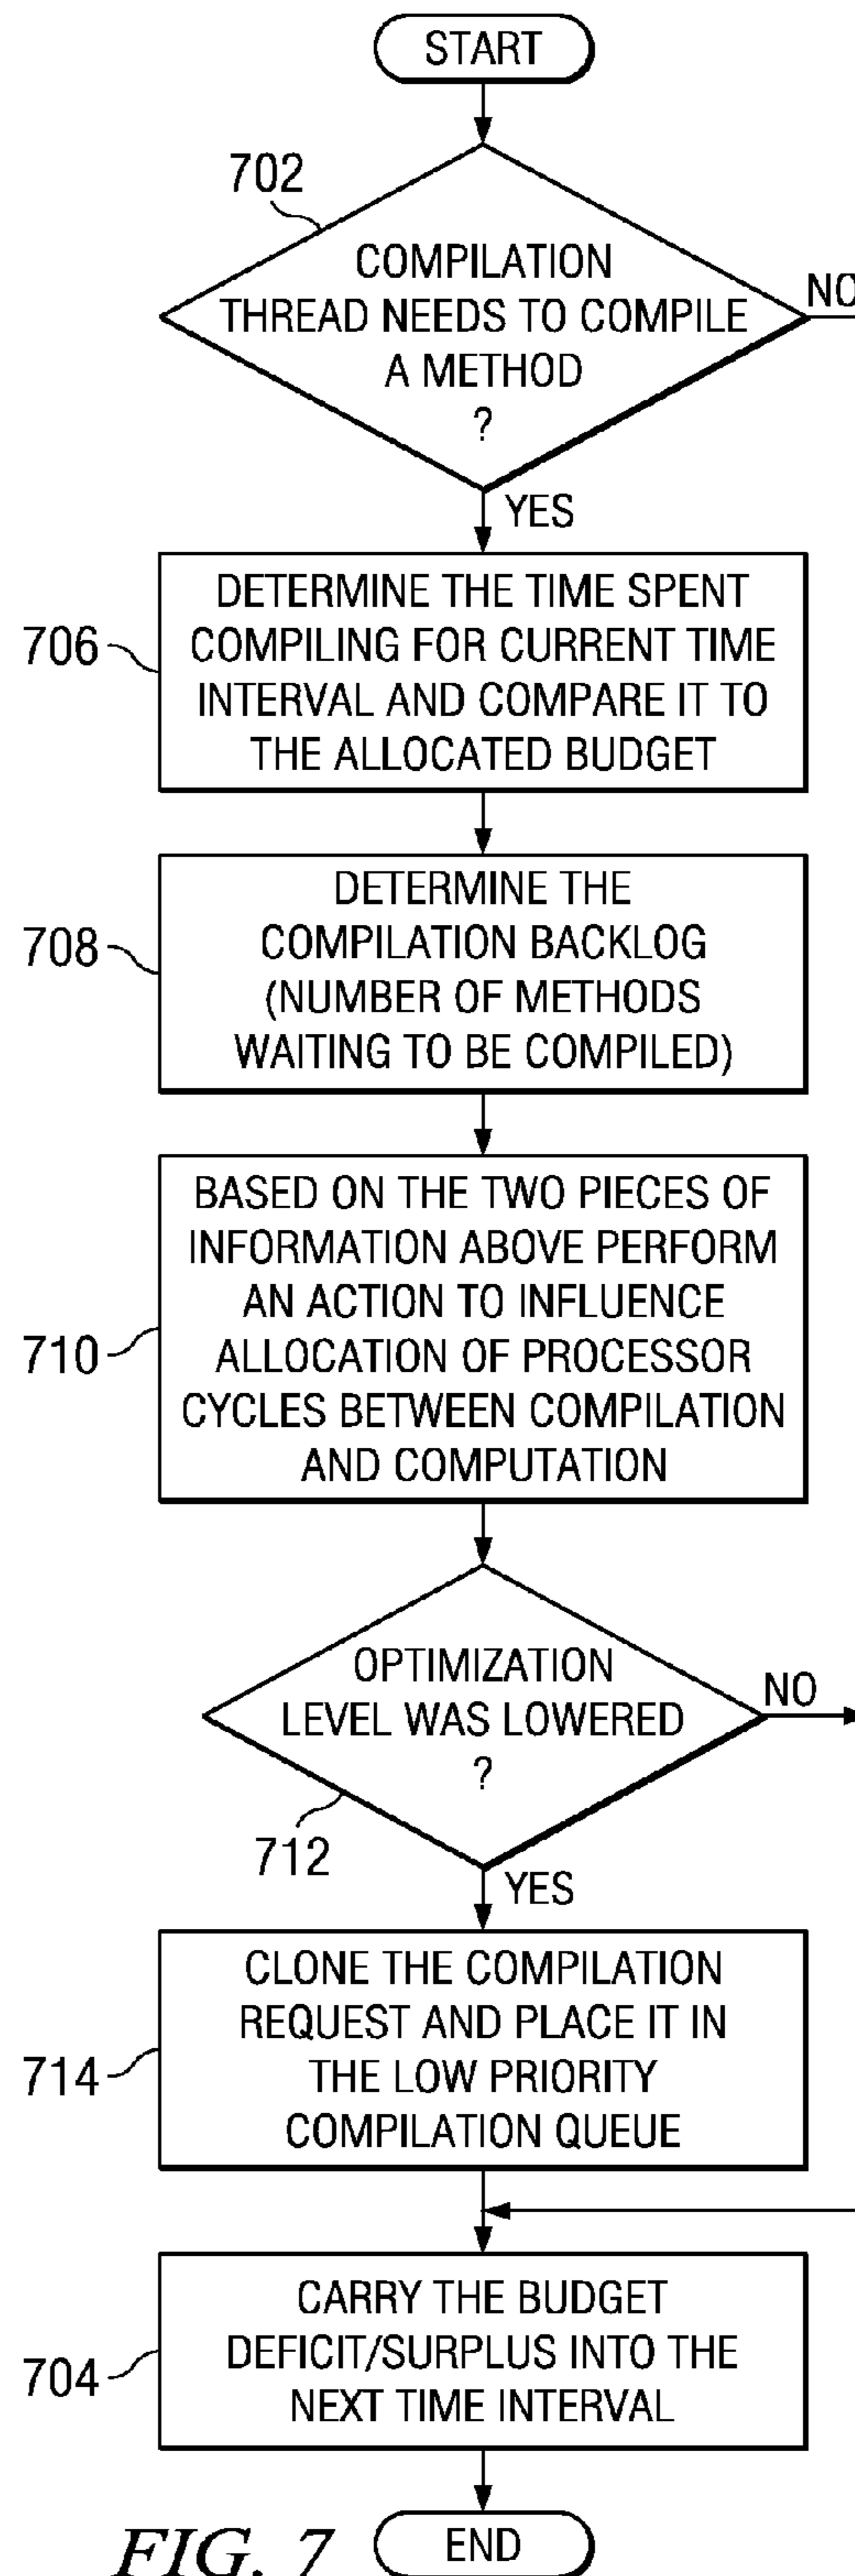 START
702
COMPILATION
THREAD NEEDS TO COMPILE
A METHOD
?
NO
YES
706
DETERMINE THE TIME SPENT
COMPILING FOR CURRENT TIME
INTERVAL AND COMPARE IT TO
THE ALLOCATED BUDGET
708
DETERMINE THE
COMPILATION BACKLOG
(NUMBER OF METHODS
WAITING TO BE COMPILED)
710
BASED ON THE TWO PIECES OF
INFORMATION ABOVE PERFORM
AN ACTION TO INFLUENCE
ALLOCATION OF PROCESSOR
CYCLES BETWEEN COMPILATION
AND COMPUTATION
OPTIMIZATION
LEVEL WAS LOWERED
?
NO
712
YES
714
CLONE THE COMPILATION
REQUEST AND PLACE IT IN
THE LOW PRIORITY
COMPILATION QUEUE
704
CARRY THE BUDGET
DEFICIT/SURPLUS INTO THE
NEXT TIME INTERVAL
FIG. 7
END